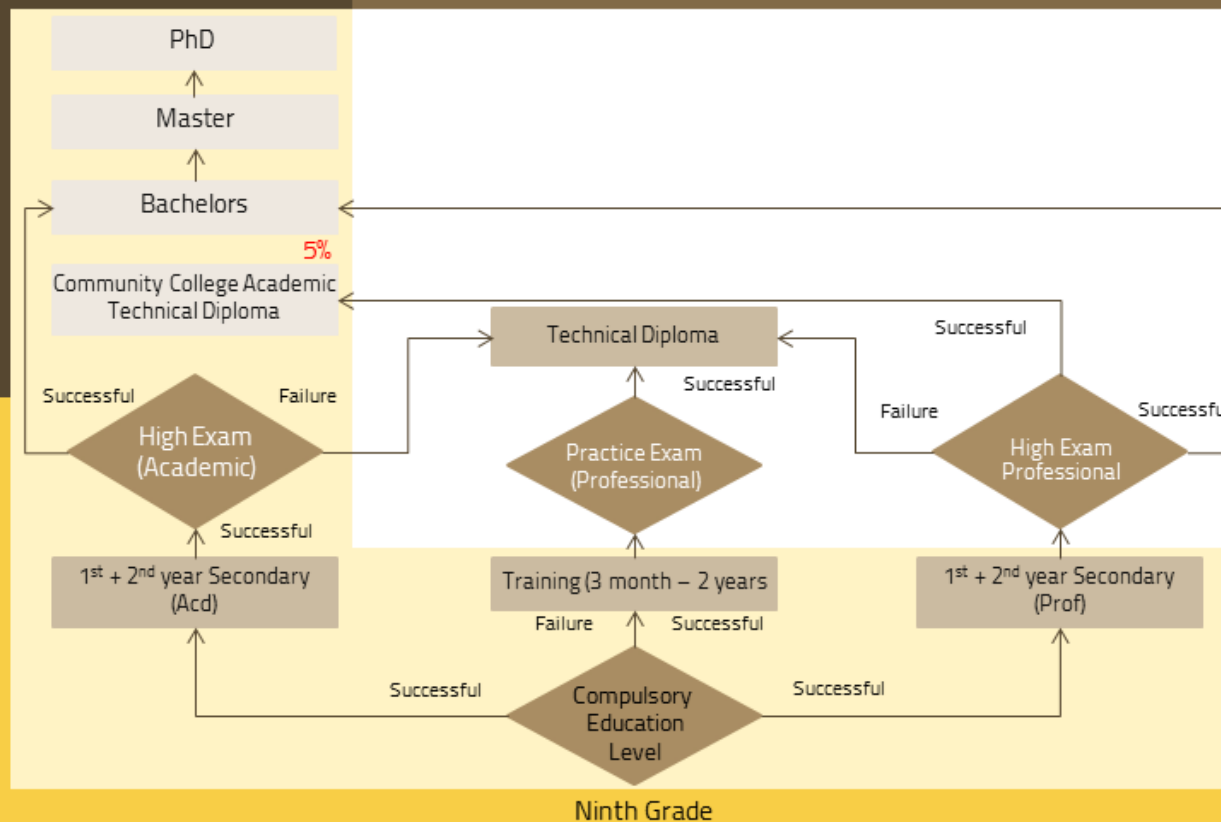 PhD
Master
Bachelors
5%
Community College Academic
Technical Diploma
Technical Diploma
Successful
Successful
Failure
Successful
Failure
Successfu
High Exam
(Academic)
Practice Exam
(Professional)
High Exam
Professional
Successful
1st + 2nd year Secondary
(Acd)
Training (3 month – 2 years
1st + 2nd year Secondary
(Prof)
Failure
Successful
Successful
Successful
Compulsory
Education
Level
Ninth Grade